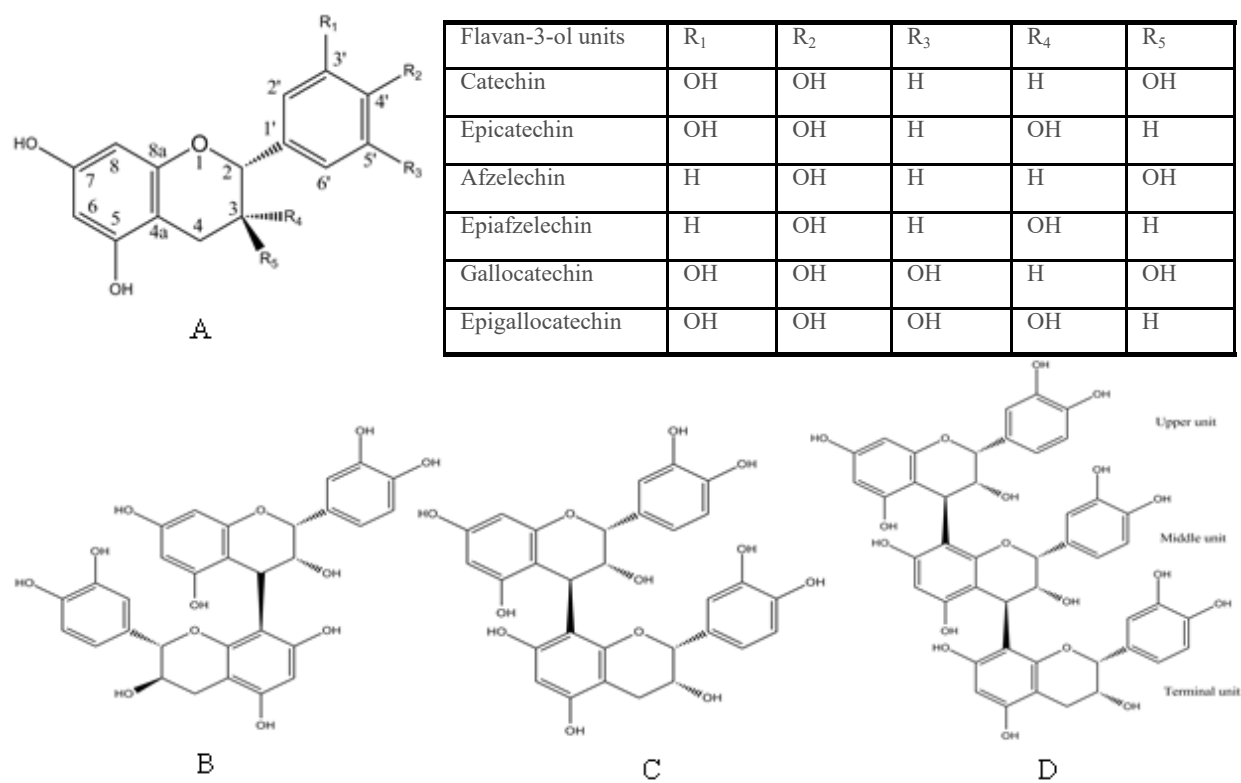 R₁
3'
2'
4'
R₂
1'
5'
R₃
6'
HO
8
8a
O
1
2
7
6
5
4a
4
3
R₄
R₅
OH
A
Flavan-3-ol units R₁ R₂ R₃ R₄ R₅
Catechin OH OH H H OH
Epicatechin OH OH H OH H
Afzelechin H OH H H OH
Epiafzelechin H OH H OH H
Gallocatechin OH OH OH H OH
Epigallocatechin OH OH OH OH H
OH
OH
HO
O
OH
OH
HO
OH
O
OH
HO
OH
B
OH
OH
HO
O
OH
OH
OH
OH
HO
O
OH
OH
C
OH
OH
Upper unit
HO
O
OH
OH
OH
OH
Middle unit
HO
O
OH
OH
OH
OH
HO
O
Terminal unit
OH
OH
D